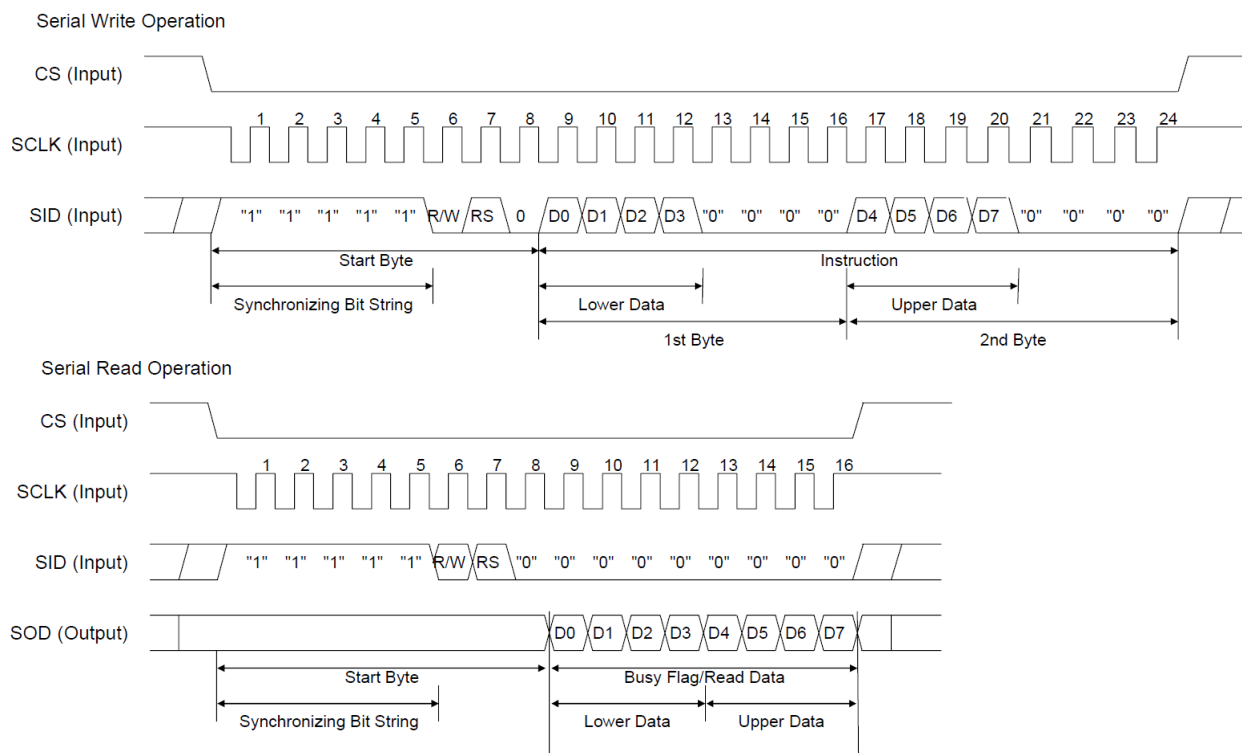 Serial Write Operation
CS (Input)
1 2 3 4 5 6 7 8 9 10 11 12 13 14 15 16 17 18 19 20 21 22 23 24
SCLK (Input)
SID (Input) "1" "1" "1" "1" "1" R/W RS 0 D0 D1 D2 D3 "0" "0" "0" "0" D4 D5 D6 D7 "0" "0" "0' "0"
Start Byte Instruction
Synchronizing Bit String Lower Data Upper Data
1st Byte 2nd Byte
Serial Read Operation
CS (Input)
1 2 3 4 5 6 7 8 9 10 11 12 13 14 15 16
SCLK (Input)
SID (Input) "1" "1" "1" "1" "1" R/W RS "0" "0" "0" "0" "0" "0" "0" "0" "0"
SOD (Output) D0 D1 D2 D3 D4 D5 D6 D7
Start Byte Busy Flag/Read Data
Synchronizing Bit String Lower Data Upper Data